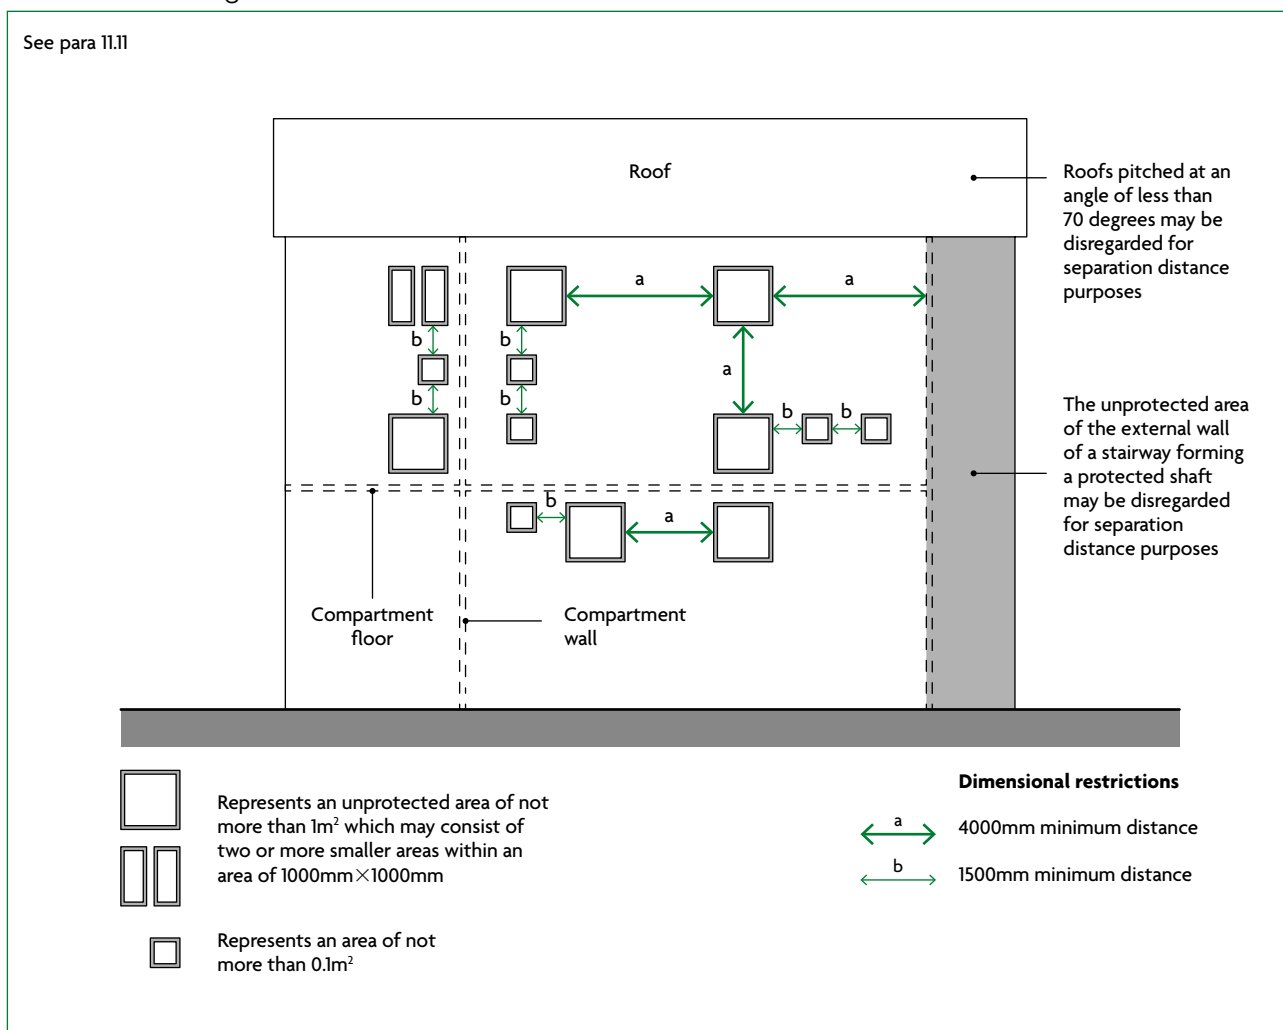 See para 11.11
Roof
Roofs pitched at an
angle of less than
70 degrees may be
disregarded for
separation distance
purposes
a
a
b
b
a
b
b
b
b
The unprotected area
of the external wall
of a stairway forming
a protected shaft
may be disregarded
for separation
distance purposes
b
a
Compartment
floor
Compartment
wall
Represents an unprotected area of not
more than 1m² which may consist of
two or more smaller areas within an
area of 1000mm×1000mm
Represents an area of not
more than 0.1m²
Dimensional restrictions
a
4000mm minimum distance
b
1500mm minimum distance